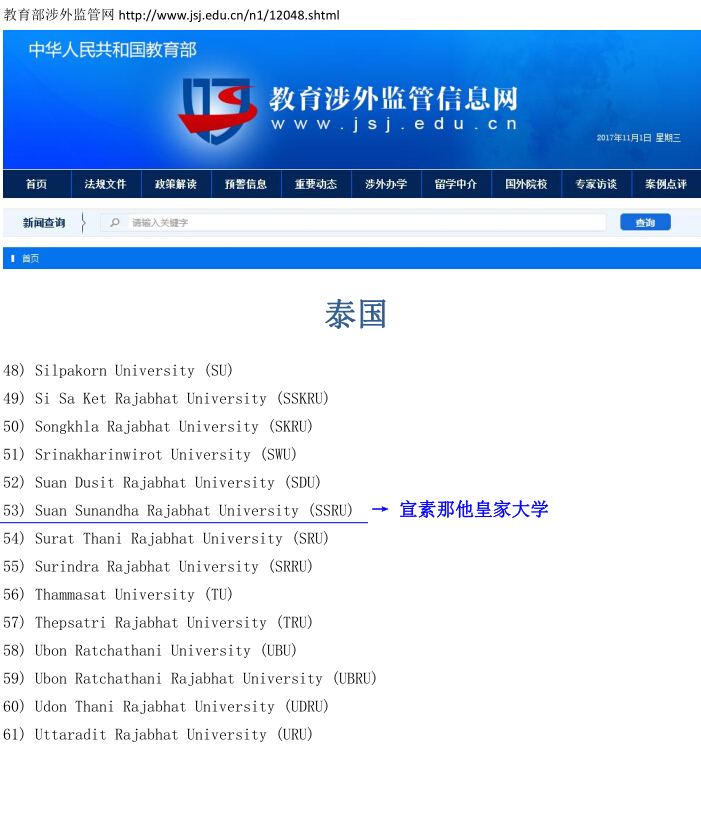 教育部涉外监管网 http://www.jsj.edu.cn/n1/12048.shtml
中华人民共和国教育部
教育涉外监管信息网
www.jsj.edu.cn
2017年11月1日 星期三
首页 法规文件 政策解读 预警信息 重要动态 涉外办学 留学中介 国外院校 专家访谈 案例点评
新闻查询 请输入关键字 查询
首页
泰国
48) Silpakorn University (SU)
49) Si Sa Ket Rajabhat University (SSKRU)
50) Songkhla Rajabhat University (SKRU)
51) Srinakharinwirot University (SWU)
52) Suan Dusit Rajabhat University (SDU)
53) Suan Sunandha Rajabhat University (SSRU) → 宣素那他皇家大学
54) Surat Thani Rajabhat University (SRU)
55) Surindra Rajabhat University (SRRU)
56) Thammasat University (TU)
57) Thepsatri Rajabhat University (TRU)
58) Ubon Ratchathani University (UBU)
59) Ubon Ratchathani Rajabhat University (UBRU)
60) Udon Thani Rajabhat University (UDRU)
61) Uttaradit Rajabhat University (URU)